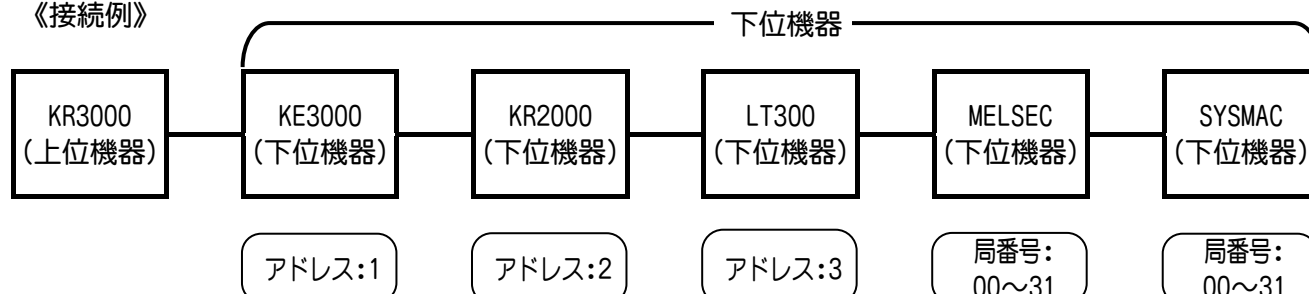 《接続例》
下位機器
KR3000
(上位機器)
KE3000
(下位機器)
KR2000
(下位機器)
LT300
(下位機器)
MELSEC
(下位機器)
SYSMAC
(下位機器)
アドレス:1
アドレス:2
アドレス:3
局番号:
00～31
局番号:
00～31